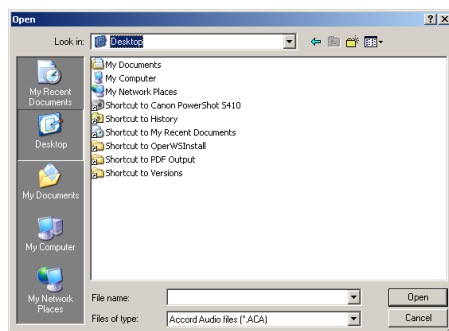 Open
Look in:
Desktop
My Recent
Documents
Desktop
My Documents
My Computer
My Network
Places
My Documents
My Computer
My Network Places
Shortcut to Canon PowerShot S410
Shortcut to History
Shortcut to My Recent Documents
Shortcut to OperWSInstall
Shortcut to PDF Output
Shortcut to Versions
File name:
Open
Files of type:
Accord Audio files (*.ACA)
Cancel